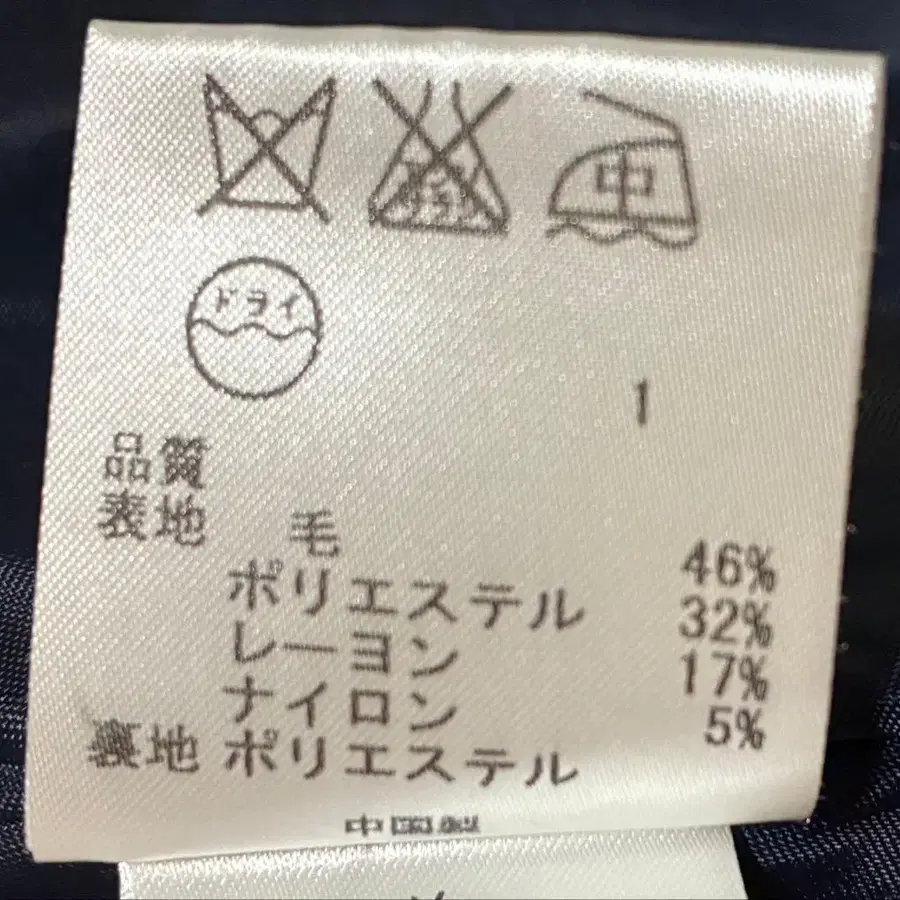 中
ドライ
1
品質
表地 毛 46%
ポリエステル 32%
レーヨン 17%
ナイロン 5%
裏地 ポリエステル
中国製